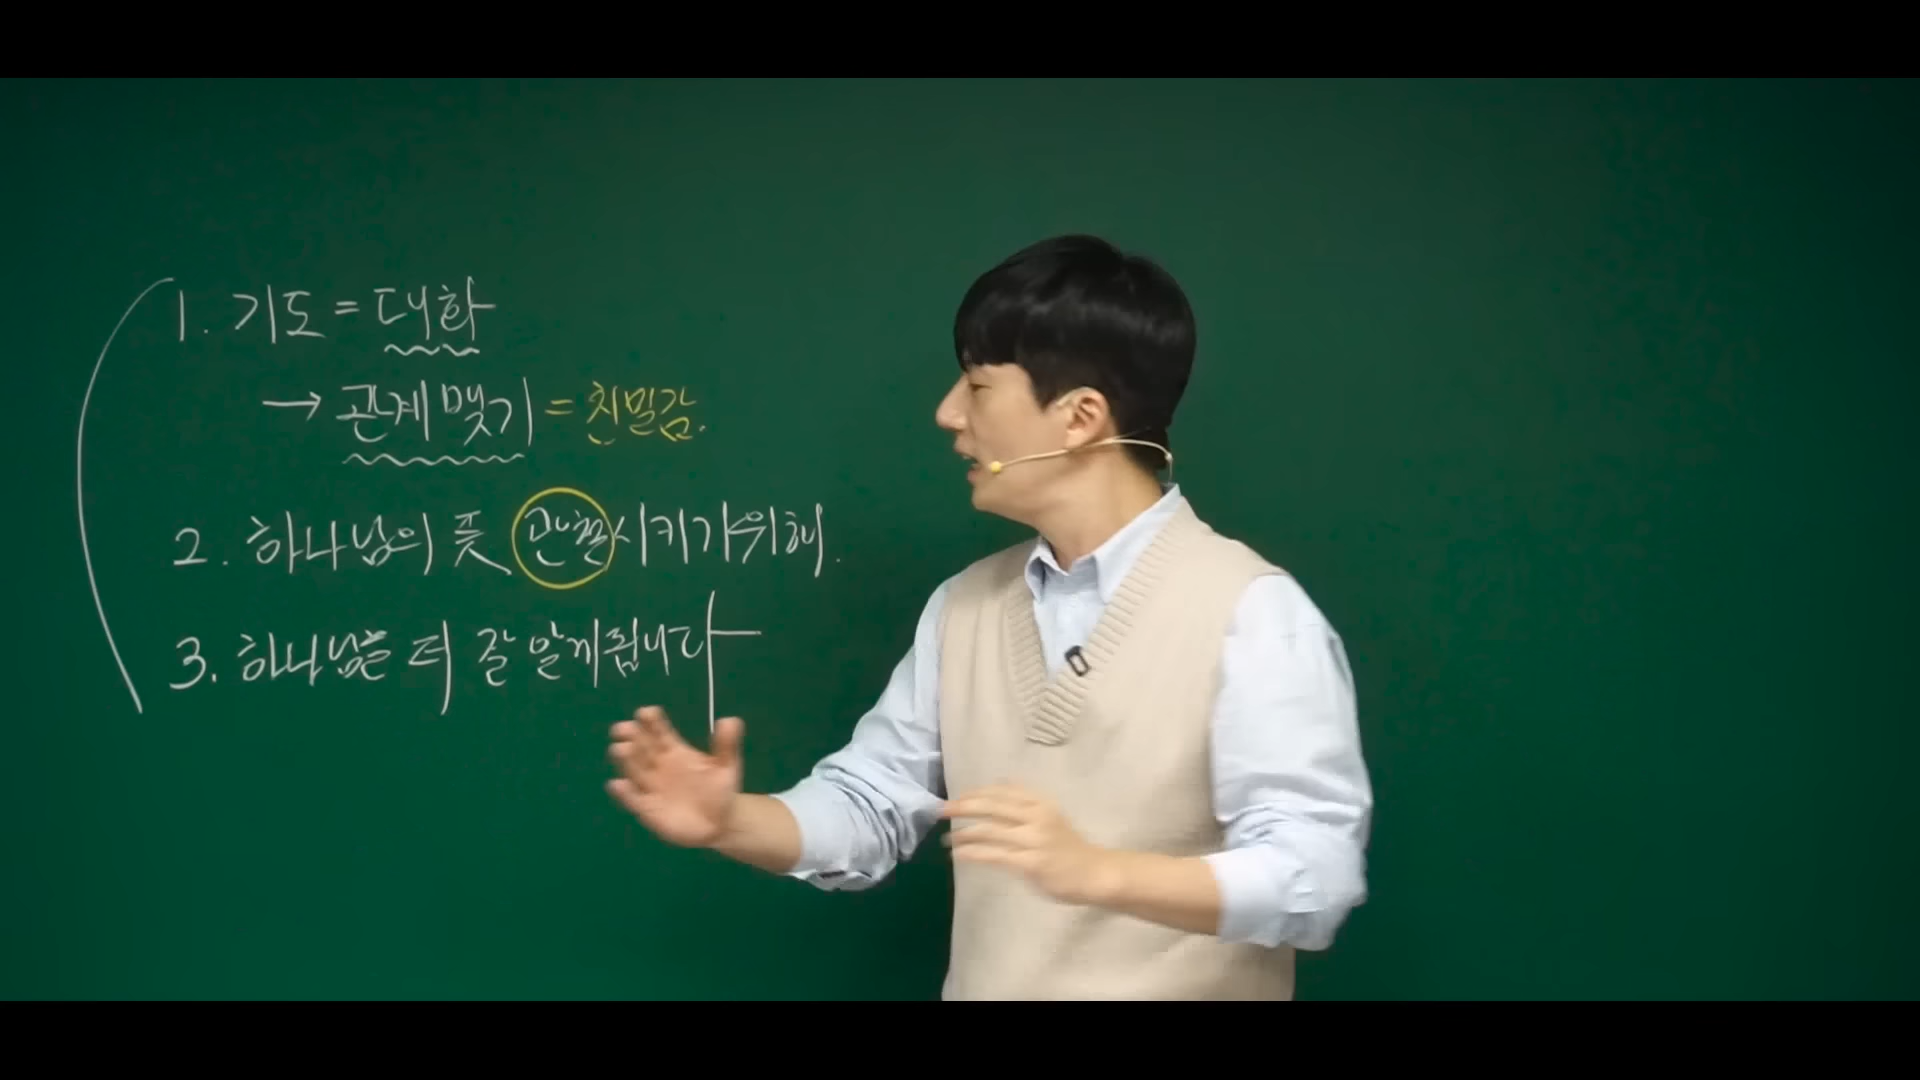 1. 기도 = 대화
→ 관계 맺기 = 친밀감.
2. 하나님의 뜻 관철시키기 위해.
3. 하나님을 더 잘 알게 됩니다